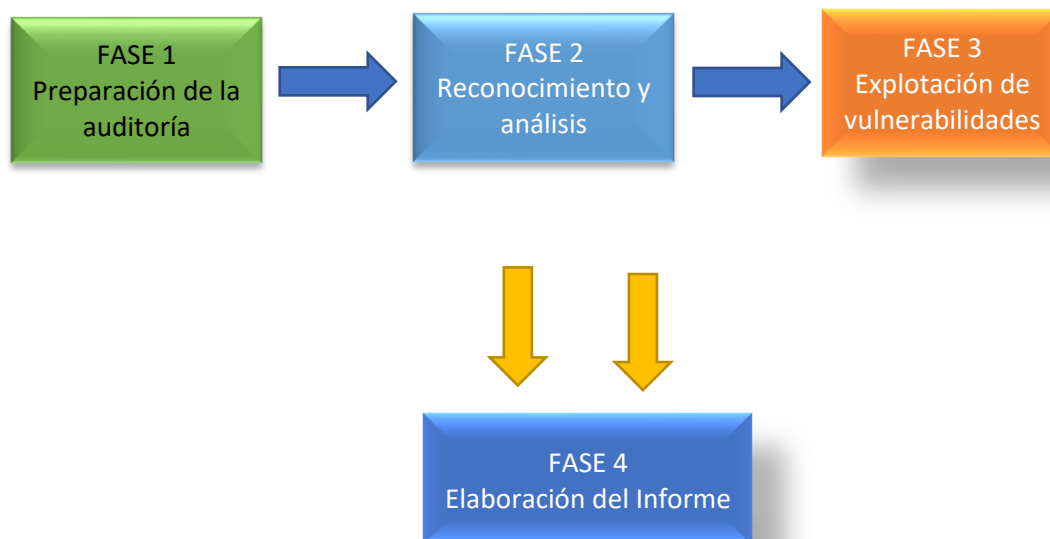 FASE 1
Preparación de la
auditoría
FASE 2
Reconocimiento y
análisis
FASE 3
Explotación de
vulnerabilidades
FASE 4
Elaboración del Informe